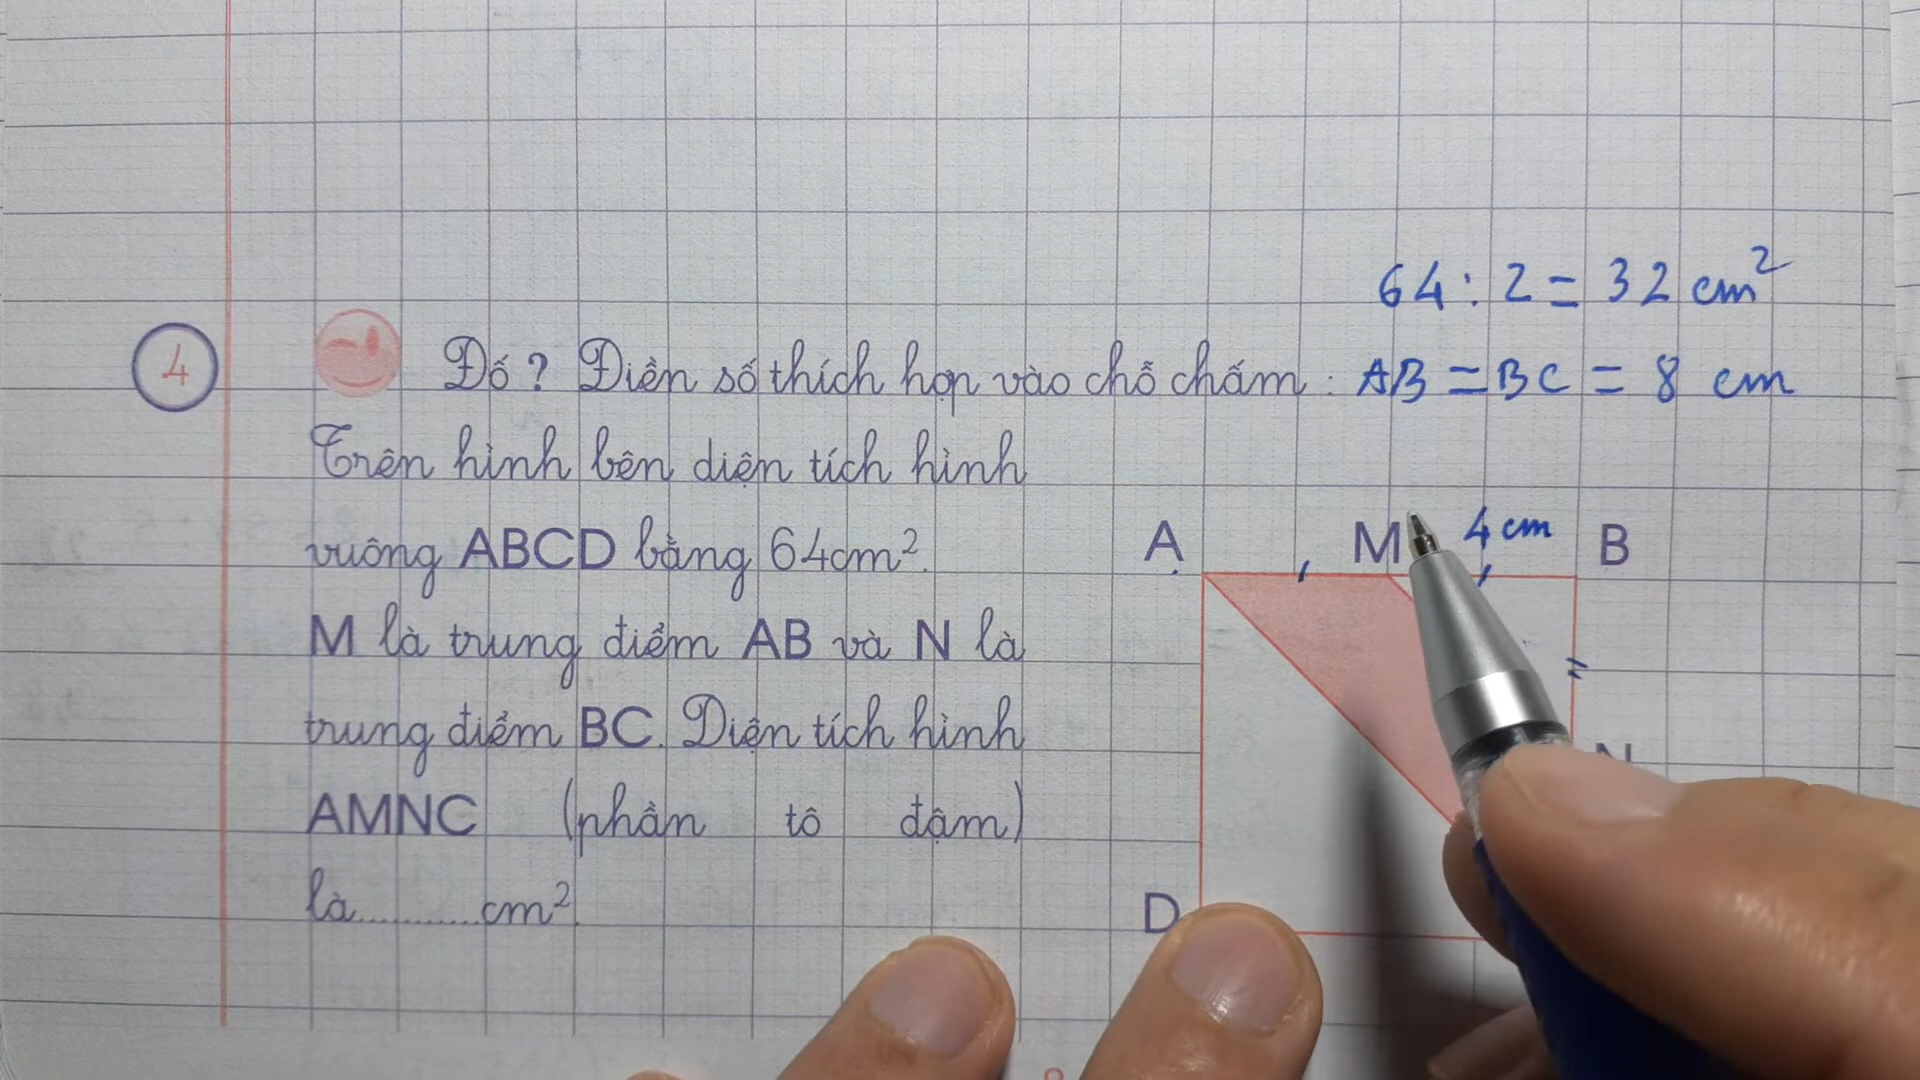 64 : 2 = 32 cm²
4 Đố ? Điền số thích hợp vào chỗ chấm : AB = BC = 8 cm
Trên hình bên diện tích hình
vuông ABCD bằng 64cm².
A M 4 cm B
M là trung điểm AB và N là
trung điểm BC. Diện tích hình
AMNC (phần tô đậm)
là...........cm².
D